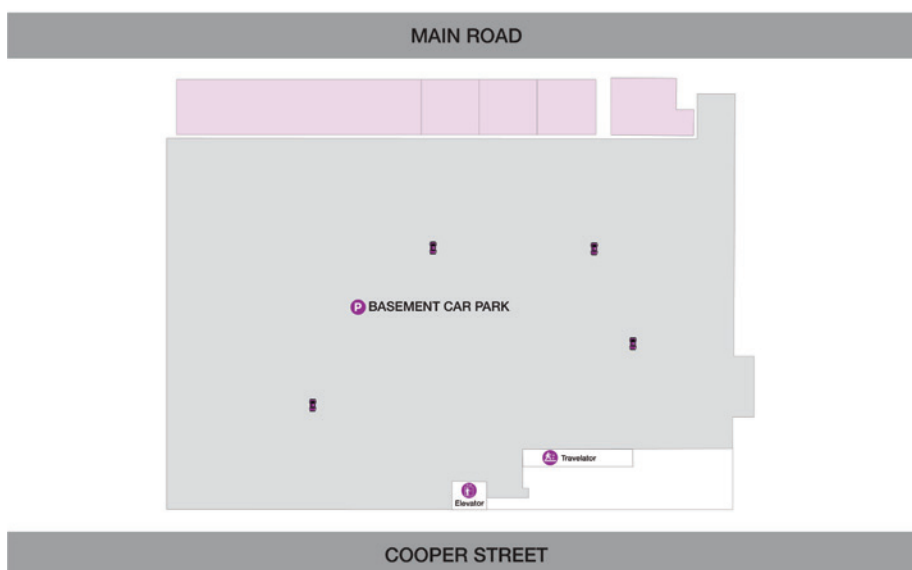 MAIN ROAD
P BASEMENT CAR PARK
Travelator
Elevator
COOPER STREET